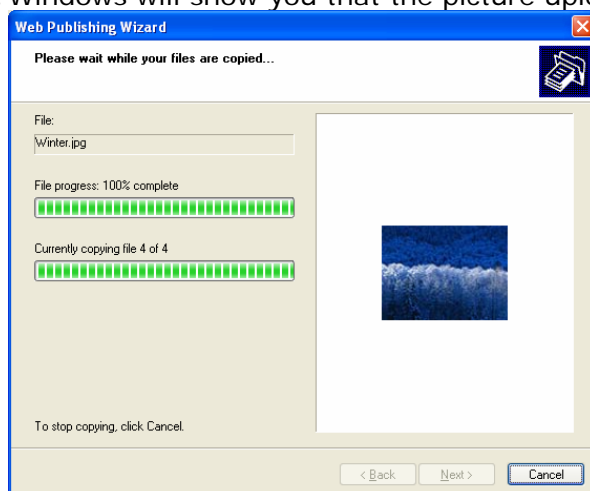 Windows will show you that the picture uplo
Web Publishing Wizard
Please wait while your files are copied...
File:
Winter.jpg
File progress: 100% complete
Currently copying file 4 of 4
To stop copying, click Cancel.
< Back Next > Cancel